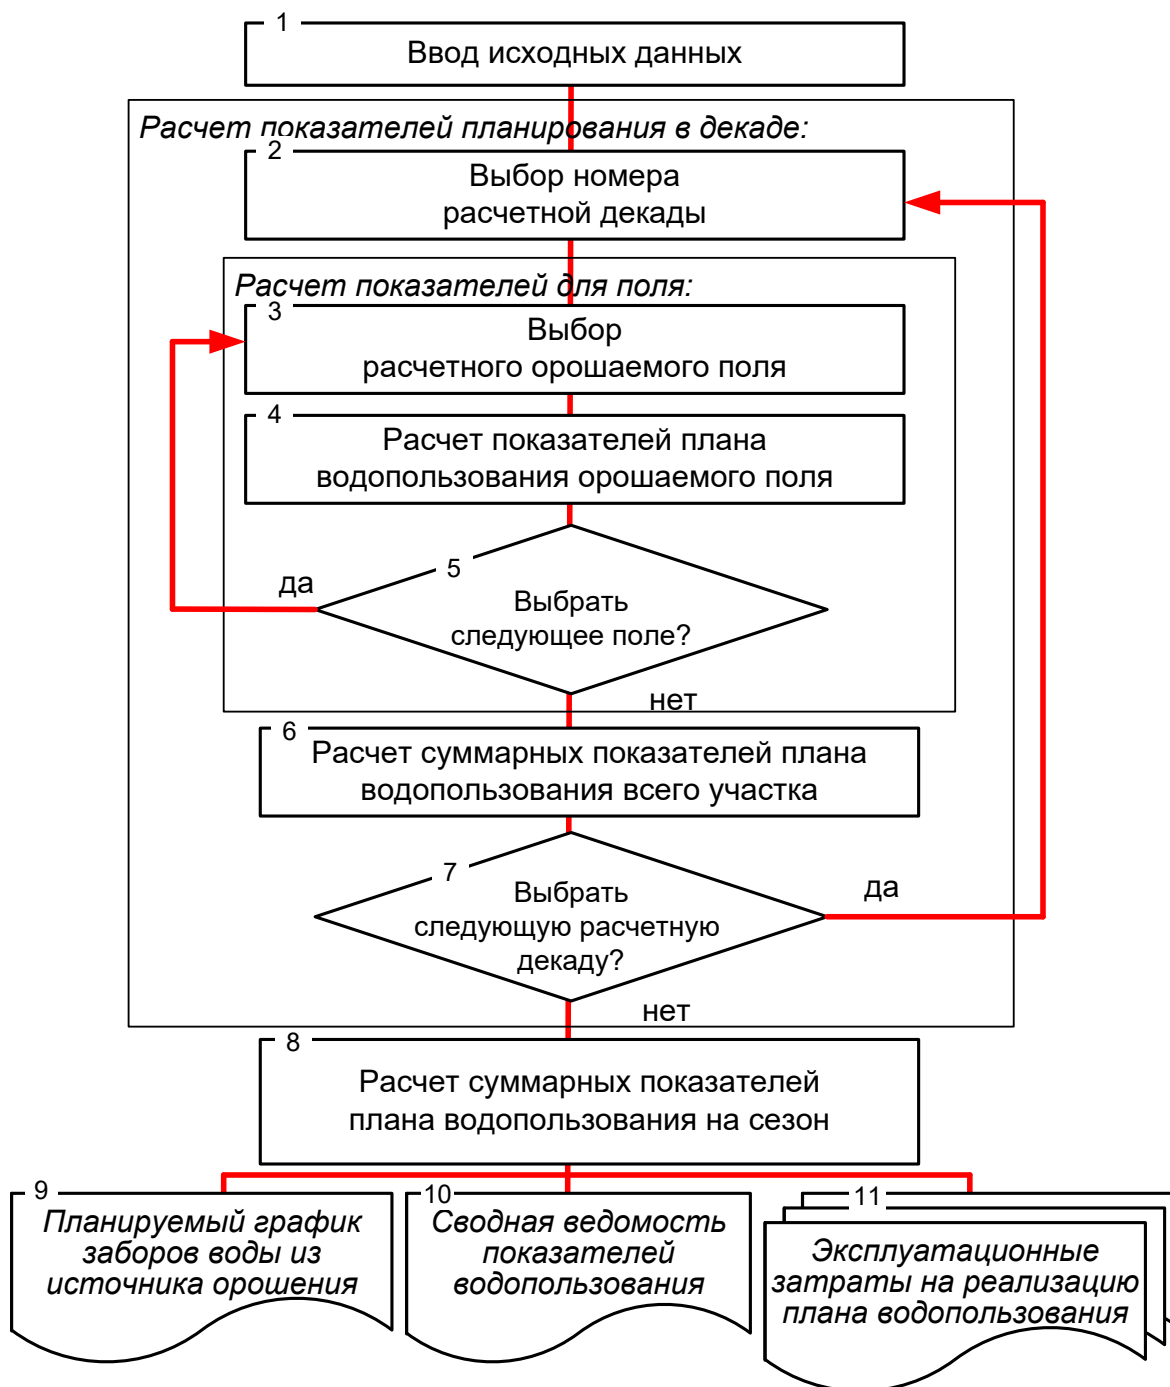 1
Ввод исходных данных
Расчет показателей планирования в декаде:
2
Выбор номера
расчетной декады
Расчет показателей для поля:
3
Выбор
расчетного орошаемого поля
4
Расчет показателей плана
водопользования орошаемого поля
5
да
Выбрать
следующее поле?
нет
6
Расчет суммарных показателей плана
водопользования всего участка
7
Выбрать
да
следующую расчетную
декаду?
нет
8
Расчет суммарных показателей
плана водопользования на сезон
9
Планируемый график
заборов воды из
источника орошения
10
Сводная ведомость
показателей
водопользования
11
Эксплуатационные
затраты на реализацию
плана водопользования